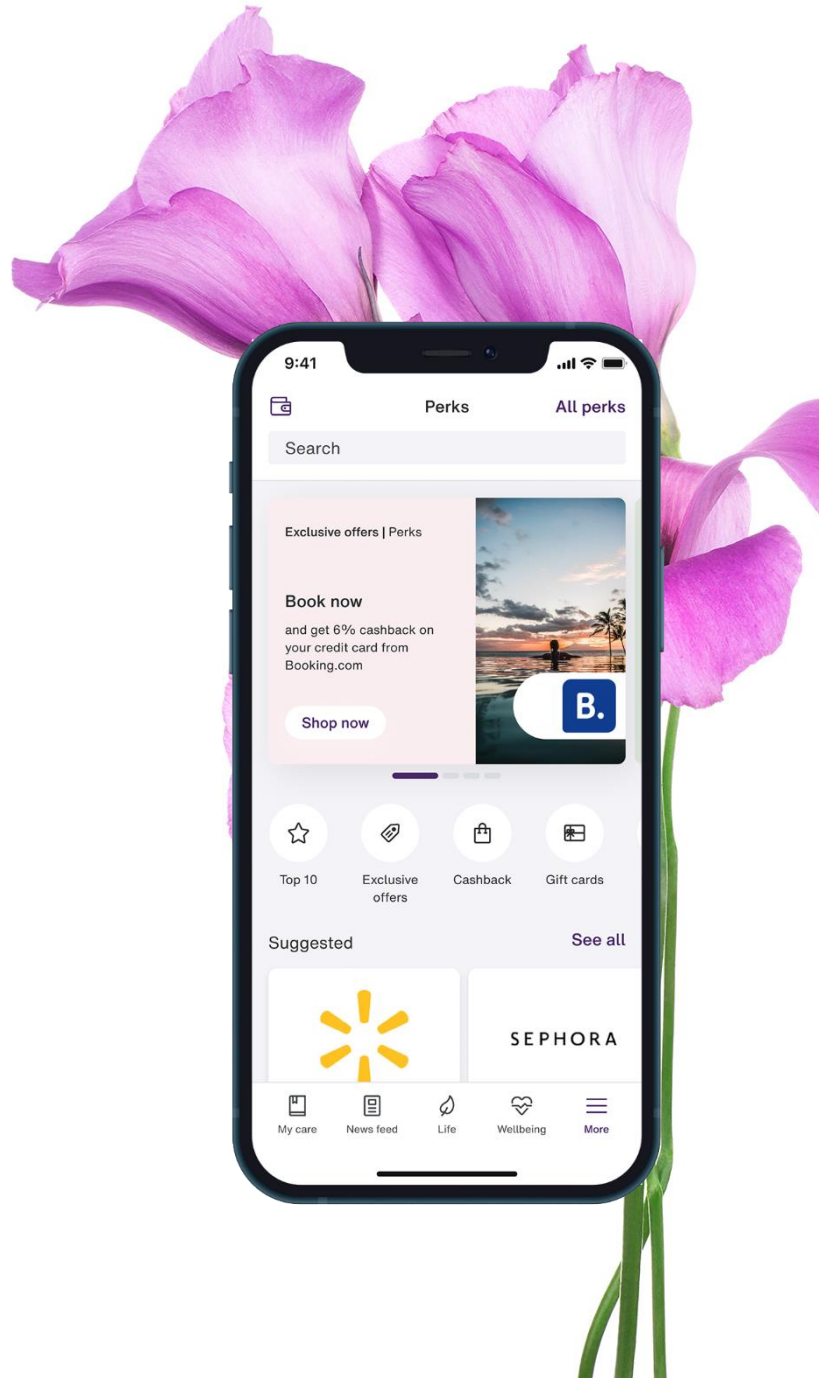 9:41
Perks
All perks
Search
Exclusive offers | Perks
Book now
and get 6% cashback on
your credit card from
Booking.com
Shop now
B.
Top 10
Exclusive
offers
Cashback
Gift cards
Suggested
See all
SEPHORA
My care
News feed
Life
Wellbeing
More